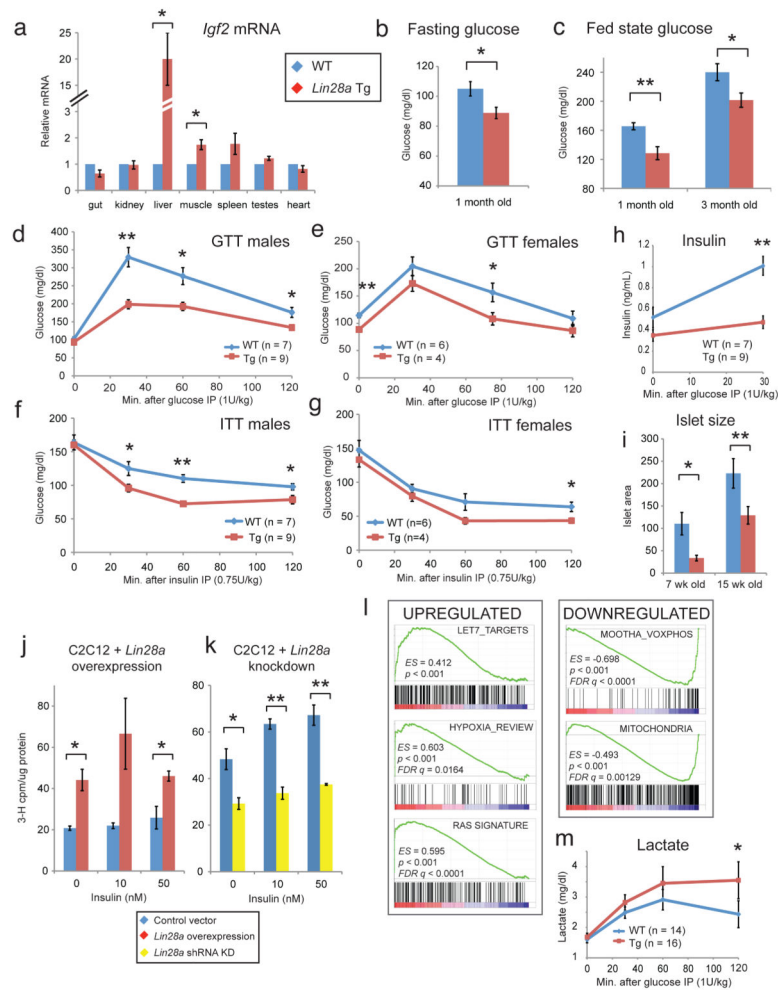 a
Igf2 mRNA
Relative mRNA
25
20
15
10
5
2
1
0
*
*
gut kidney liver muscle spleen testes heart
WT
Lin28a Tg
b
Fasting glucose
Glucose (mg/dl)
120
100
80
60
40
*
1 month old
c
Fed state glucose
Glucose (mg/dl)
240
200
160
120
80
**
*
1 month old 3 month old
d
GTT males
Glucose (mg/dl)
400
350
300
250
200
150
100
50
0
**
*
*
WT (n = 7)
Tg (n = 9)
0 30 60 90 120
Min. after glucose IP (1U/kg)
e
GTT females
Glucose (mg/dl)
250
200
150
100
50
0
**
*
WT (n = 6)
Tg (n = 4)
0 20 40 60 80 100 120
Min. after glucose IP (1U/kg)
h
Insulin
Insulin (ng/mL)
1.2
1
0.8
0.6
0.4
0.2
0
**
WT (n = 7)
Tg (n = 9)
0 30
Min. after glucose IP (1U/kg)
f
ITT males
Glucose (mg/dl)
200
150
100
50
0
*
**
*
WT (n = 7)
Tg (n = 9)
0 20 40 60 80 100 120
Min. after insulin IP (0.75U/kg)
g
ITT females
Glucose (mg/dl)
200
150
100
50
0
*
WT (n=6)
Tg (n=4)
0 20 40 60 80 100 120
Min. after insulin IP (0.75U/kg)
i
Islet size
Islet area
300
250
200
150
100
50
0
*
**
7 wk old 15 wk old
j
C2C12 + Lin28a
overexpression
3-H cpm/ug protein
100
80
60
40
20
0
*
*
0 10 50
Insulin (nM)
k
C2C12 + Lin28a
knockdown
80
60
40
20
0
*
**
**
0 10 50
Insulin (nM)
Control vector
Lin28a overexpression
Lin28a shRNA KD
l
UPREGULATED
LET7_TARGETS
ES = 0.412
p < 0.001
HYPOXIA_REVIEW
ES = 0.603
p < 0.001
FDR q = 0.0164
RAS SIGNATURE
ES = 0.595
p < 0.001
FDR q < 0.0001
DOWNREGULATED
MOOTHA_VOXPHOS
ES = -0.698
p < 0.001
FDR q < 0.0001
MITOCHONDRIA
ES = -0.493
p < 0.001
FDR q = 0.00129
m
Lactate
Lactate (mg/dl)
5
4
3
2
1
*
WT (n = 14)
Tg (n = 16)
0 30 60 90 120
Min. after glucose IP (1U/kg)